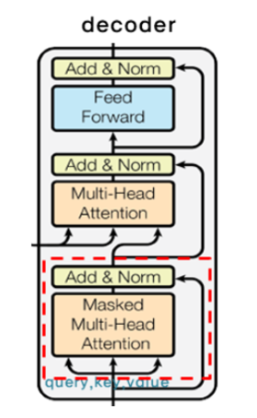 decoder
Add & Norm
Feed
Forward
Add & Norm
Multi-Head
Attention
Add & Norm
Masked
Multi-Head
Attention
query,key,value